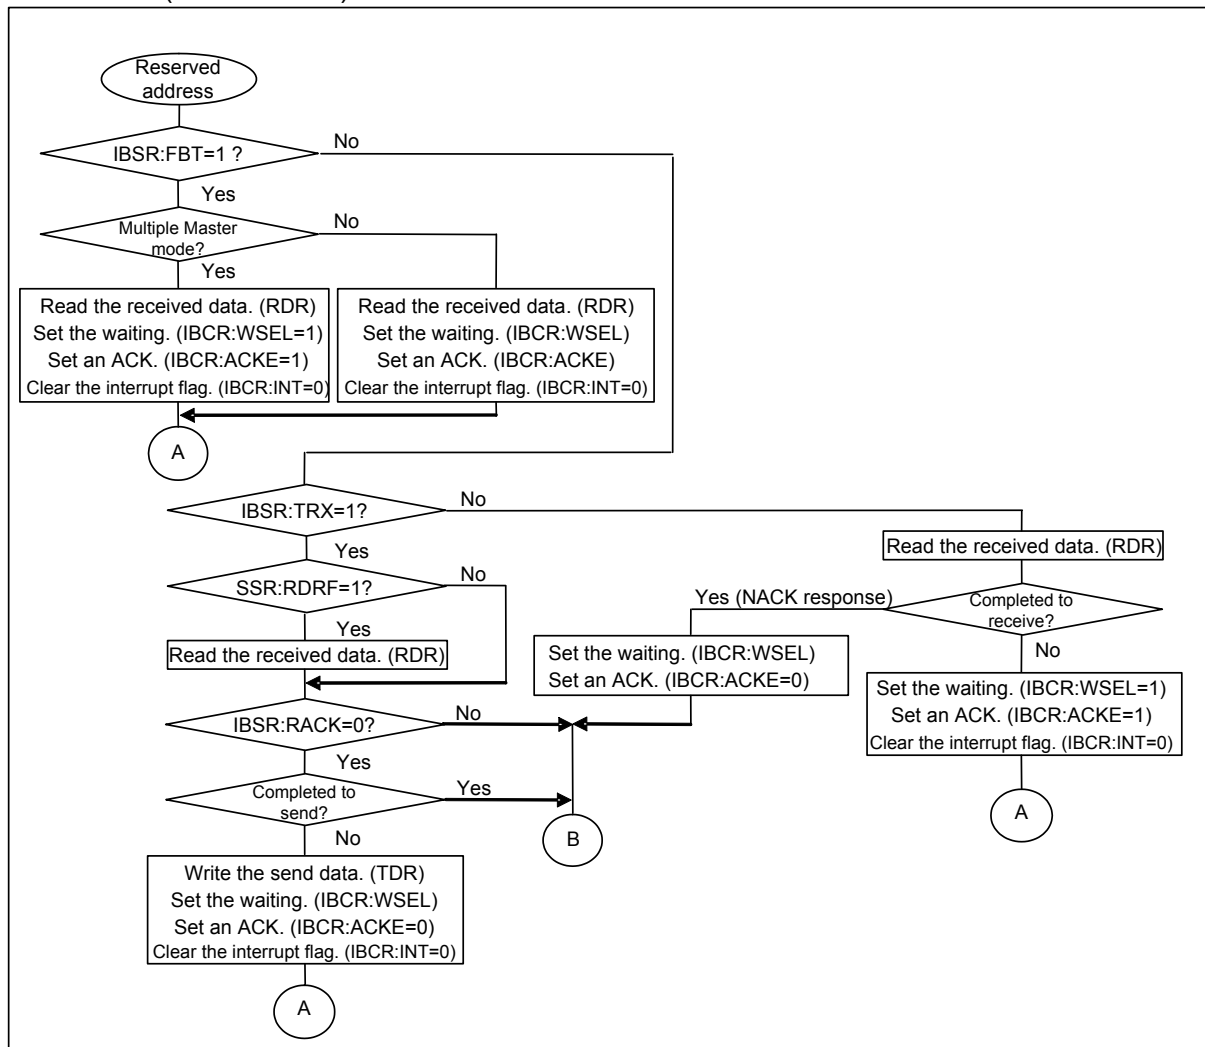 Reserved
address
IBSR:FBT=1 ?
No
Yes
Multiple Master
mode?
No
Yes
Read the received data. (RDR)
Set the waiting. (IBCR:WSEL=1)
Set an ACK. (IBCR:ACKE=1)
Clear the interrupt flag. (IBCR:INT=0)
Read the received data. (RDR)
Set the waiting. (IBCR:WSEL)
Set an ACK. (IBCR:ACKE)
Clear the interrupt flag. (IBCR:INT=0)
A
IBSR:TRX=1?
No
Yes
Read the received data. (RDR)
SSR:RDRF=1?
No
Yes
Yes (NACK response)
Completed to
receive?
No
Read the received data. (RDR)
Set the waiting. (IBCR:WSEL)
Set an ACK. (IBCR:ACKE=0)
Set the waiting. (IBCR:WSEL=1)
Set an ACK. (IBCR:ACKE=1)
Clear the interrupt flag. (IBCR:INT=0)
IBSR:RACK=0?
No
Yes
Completed to
send?
Yes
No
B
A
Write the send data. (TDR)
Set the waiting. (IBCR:WSEL)
Set an ACK. (IBCR:ACKE=0)
Clear the interrupt flag. (IBCR:INT=0)
A